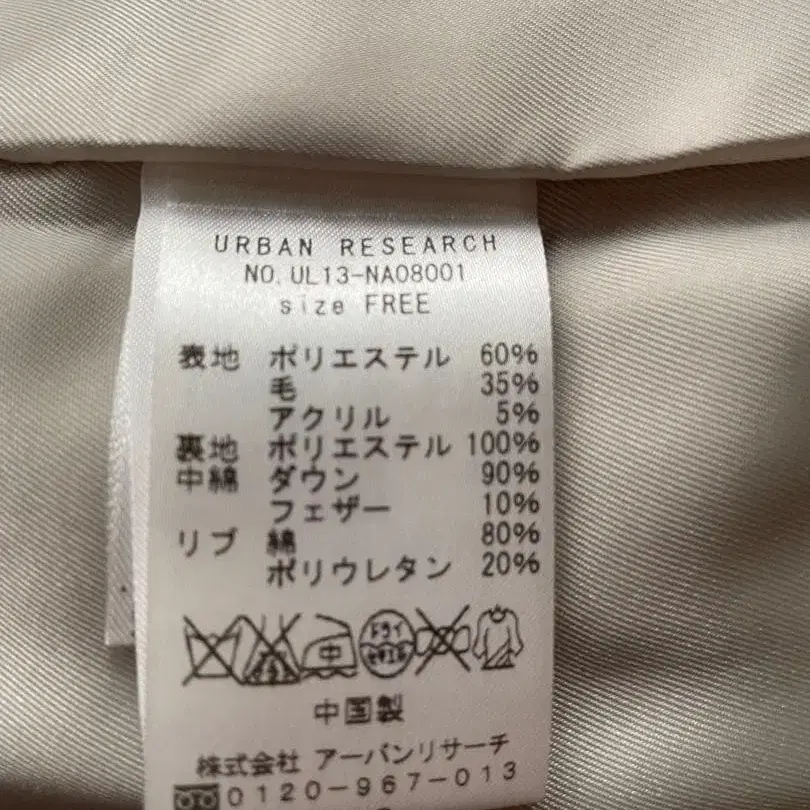 URBAN RESEARCH
NO. UL13-NA08001
size FREE
表地 ポリエステル 60%
毛 35%
アクリル 5%
裏地 ポリエステル 100%
中綿 ダウン 90%
フェザー 10%
リブ 綿 80%
ポリウレタン 20%
中 ドライ セキユ系
中国製
株式会社 アーバンリサーチ
0120-967-013